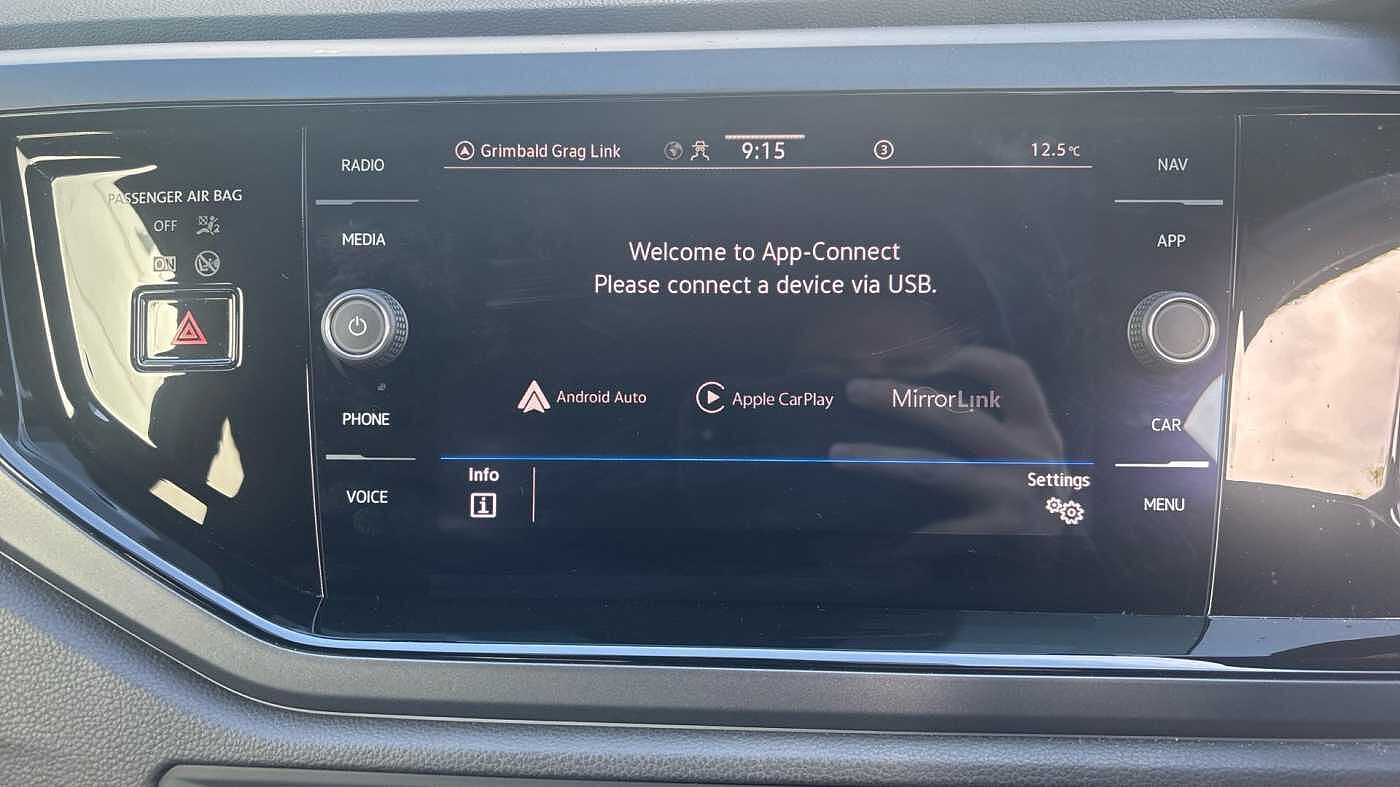 PASSENGER AIR BAG
OFF
ON
RADIO
MEDIA
PHONE
VOICE
Grimbald Grag Link
9:15
3
12.5°C
Welcome to App-Connect
Please connect a device via USB.
Android Auto
Apple CarPlay
MirrorLink
Info
i
Settings
NAV
APP
CAR
MENU